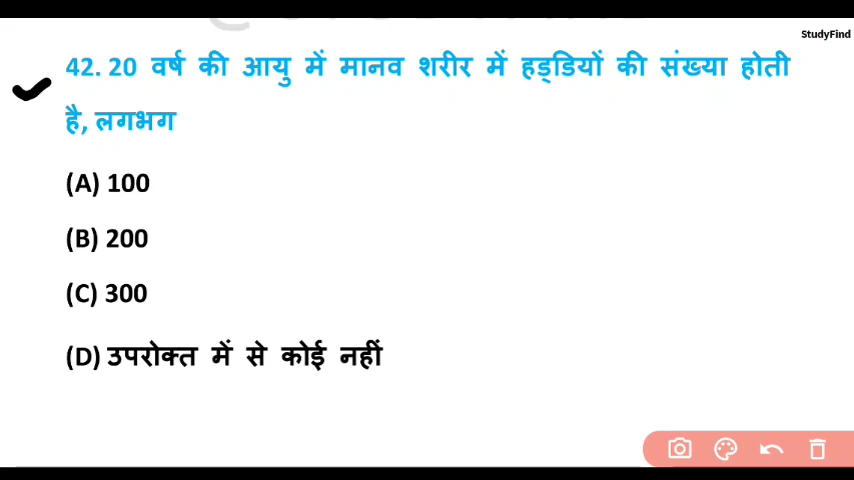 StudyFind
42. 20 वर्ष की आयु में मानव शरीर में हड्डियों की संख्या होती
है, लगभग
(A) 100
(B) 200
(C) 300
(D) उपरोक्त में से कोई नहीं